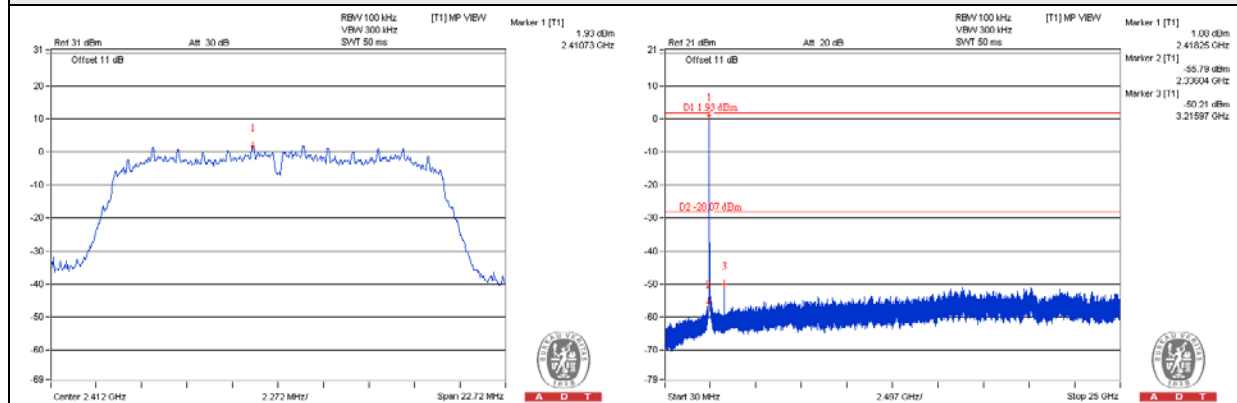 RBW 100 kHz [T1] MP VIEW
VBW 300 kHz
Ref 31 dBm Att 30 dB SWT 50 ms
Marker 1 [T1]
1.93 dBm
2.41073 GHz
31
Offset 11 dB
20
10
0
-10
-20
-30
-40
-50
-60
-69
1
Center 2.412 GHz 2.272 MHz/ Span 22.72 MHz
BUREAU VERITAS
1828
A D T
RBW 100 kHz [T1] MP VIEW
VBW 300 kHz
Ref 21 dBm Att 20 dB SWT 50 ms
Marker 1 [T1]
1.08 dBm
2.41825 GHz
Marker 2 [T1]
-55.79 dBm
2.33604 GHz
Marker 3 [T1]
-50.21 dBm
3.21597 GHz
21
Offset 11 dB
10
0
-10
-20
-30
-40
-50
-60
-70
-79
1
D1 1.93 dBm
D2 -28.07 dBm
2
3
Start 30 MHz 2.497 GHz/ Stop 25 GHz
BUREAU VERITAS
1828
A D T